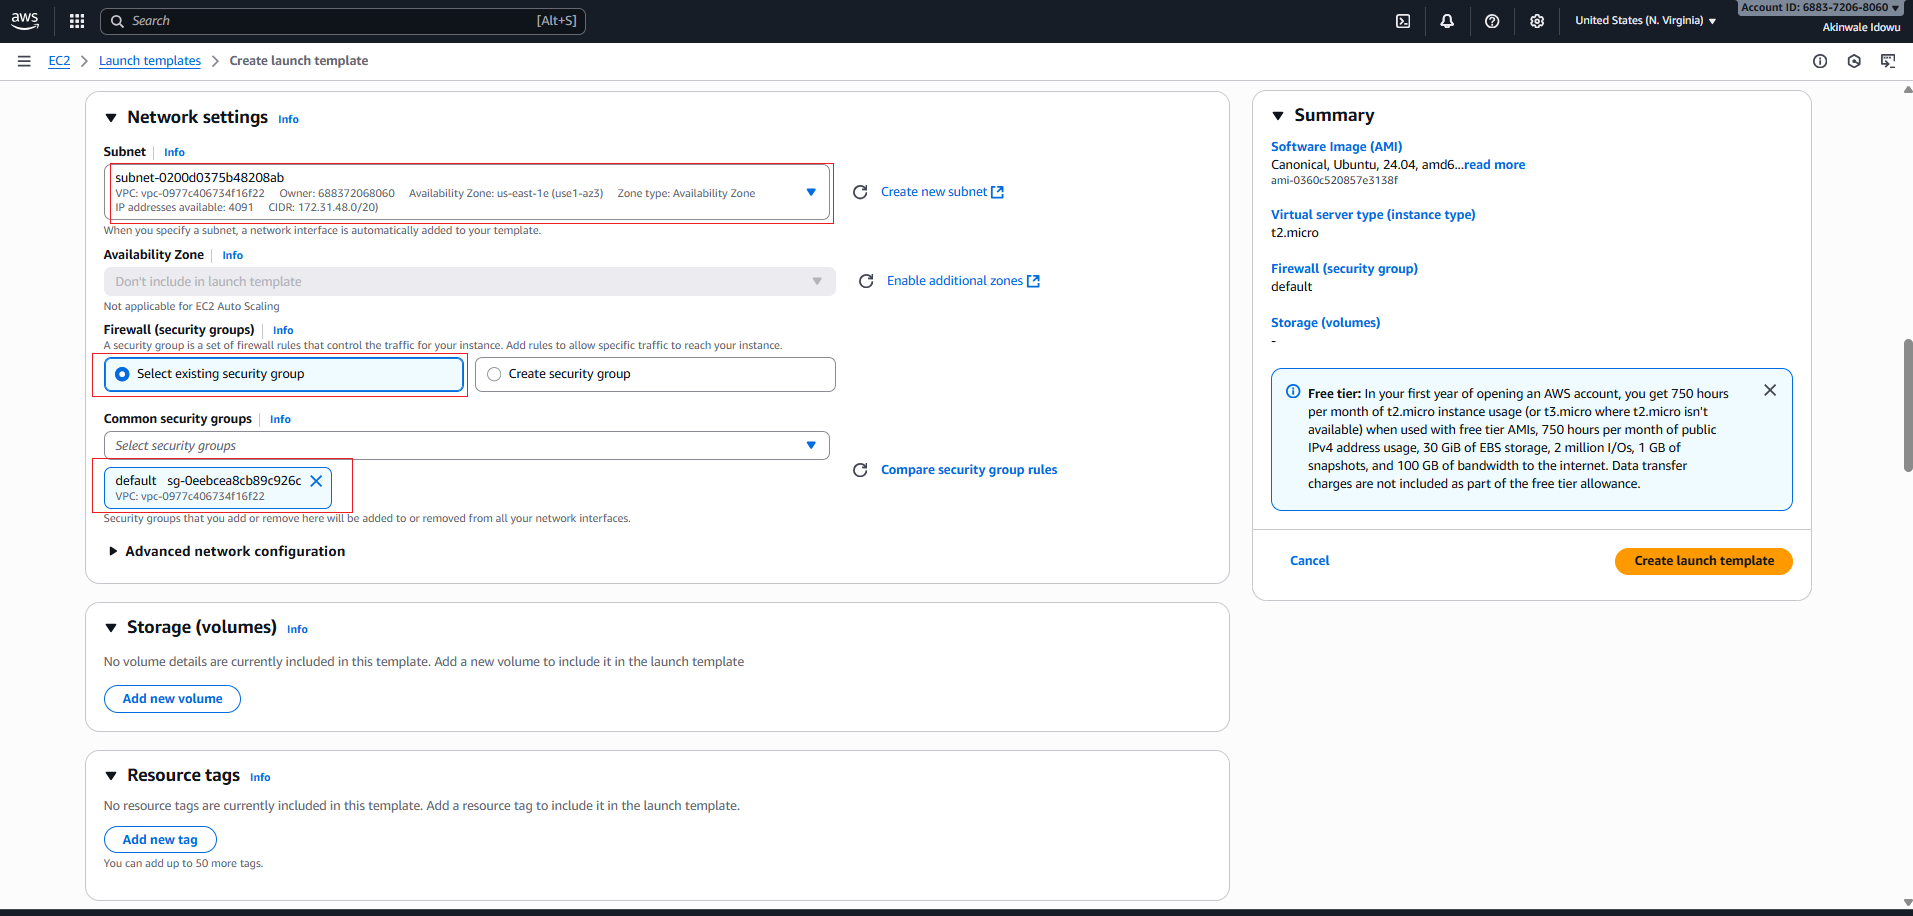 aws
Search [Alt+S]
United States (N. Virginia)
Account ID: 6883-7206-8060
Akinwale Idowu
EC2 > Launch templates > Create launch template
Network settings Info
Subnet Info
subnet-0200d0375b48208ab
VPC: vpc-0977c406734f16f22 Owner: 688372068060 Availability Zone: us-east-1e (use1-az3) Zone type: Availability Zone
IP addresses available: 4091 CIDR: 172.31.48.0/20)
Create new subnet
When you specify a subnet, a network interface is automatically added to your template.
Availability Zone Info
Don't include in launch template
Enable additional zones
Not applicable for EC2 Auto Scaling
Firewall (security groups) Info
A security group is a set of firewall rules that control the traffic for your instance. Add rules to allow specific traffic to reach your instance.
Select existing security group
Create security group
Common security groups Info
Select security groups
default sg-0eebcea8cb89c926c
VPC: vpc-0977c406734f16f22
Compare security group rules
Security groups that you add or remove here will be added to or removed from all your network interfaces.
Advanced network configuration
Storage (volumes) Info
No volume details are currently included in this template. Add a new volume to include it in the launch template
Add new volume
Resource tags Info
No resource tags are currently included in this template. Add a resource tag to include it in the launch template.
Add new tag
You can add up to 50 more tags.
Summary
Software Image (AMI)
Canonical, Ubuntu, 24.04, amd6...read more
ami-0360c520857e3138f
Virtual server type (instance type)
t2.micro
Firewall (security group)
default
Storage (volumes)
-
Free tier: In your first year of opening an AWS account, you get 750 hours
per month of t2.micro instance usage (or t3.micro where t2.micro isn't
available) when used with free tier AMIs, 750 hours per month of public
IPv4 address usage, 30 GiB of EBS storage, 2 million I/Os, 1 GB of
snapshots, and 100 GB of bandwidth to the internet. Data transfer
charges are not included as part of the free tier allowance.
Cancel
Create launch template